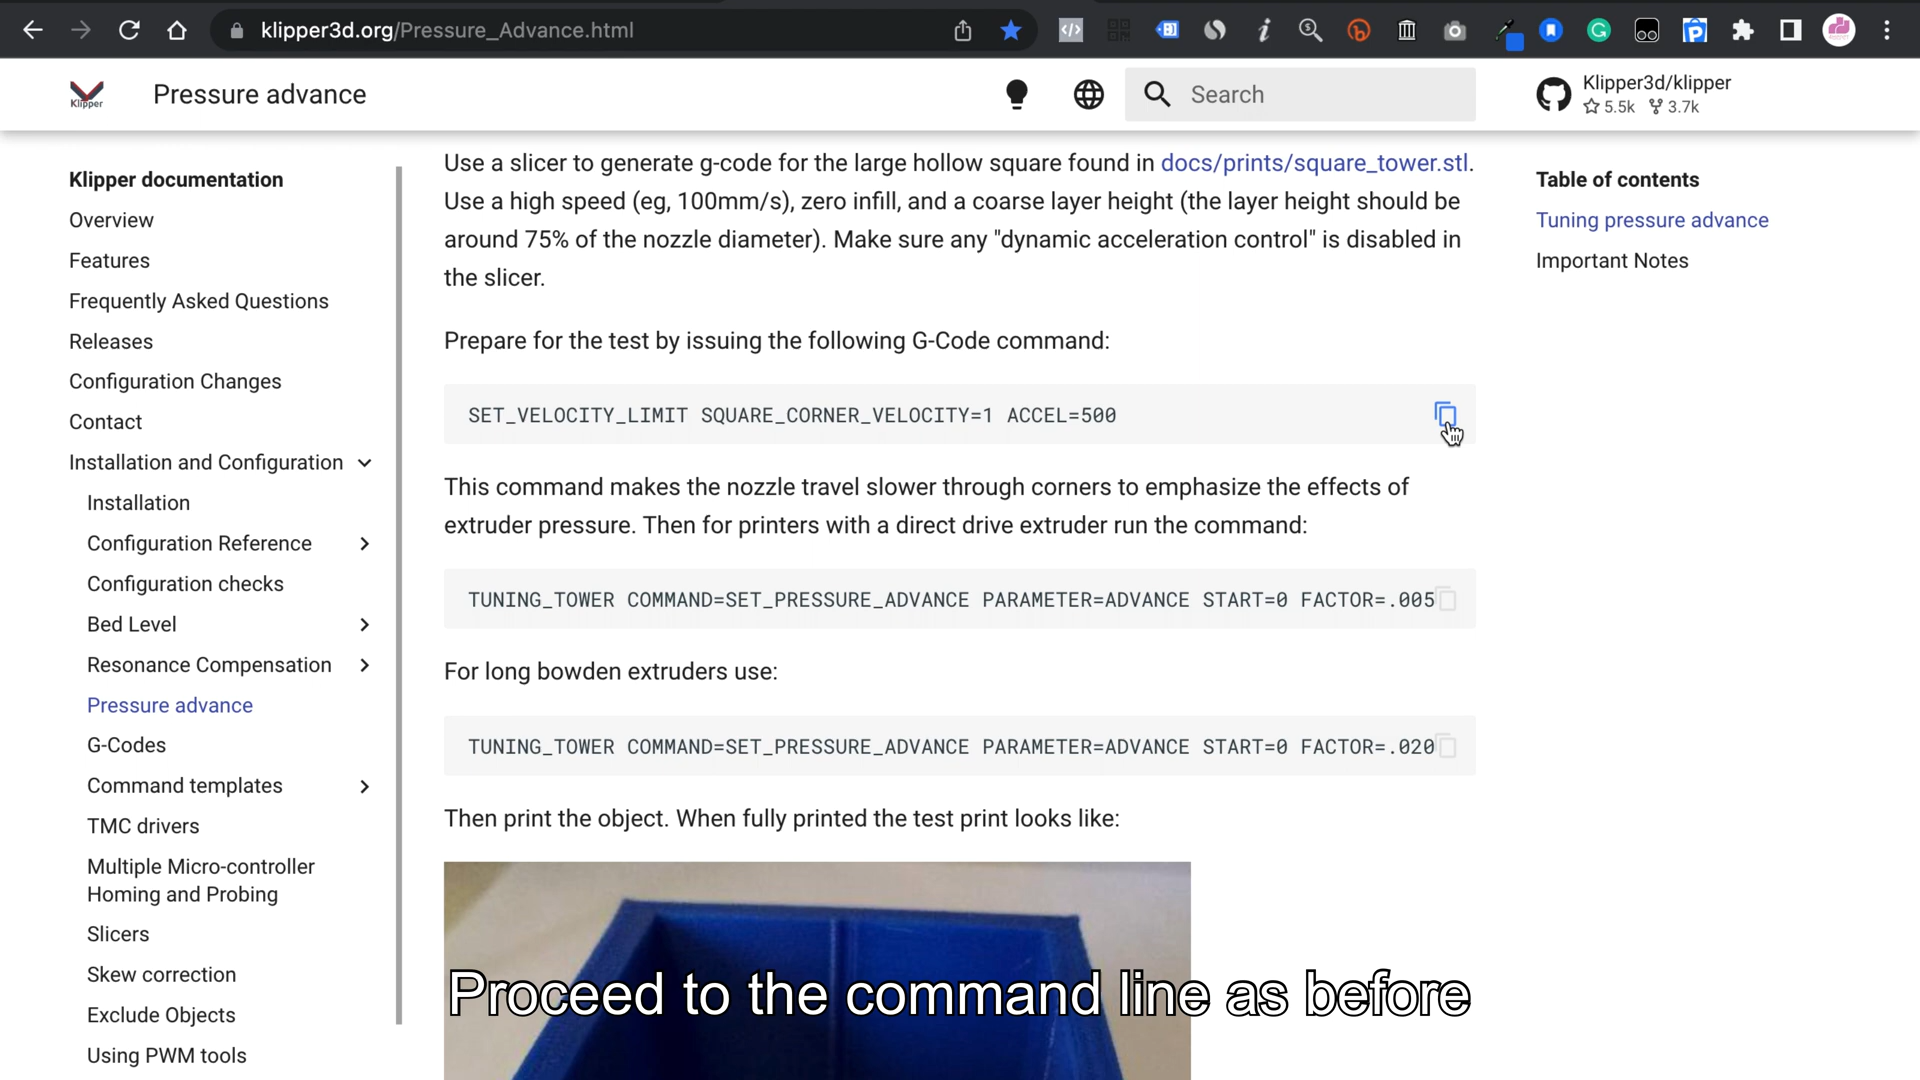 klipper3d.org/Pressure_Advance.html
Klipper
Pressure advance
Search
Klipper3d/klipper
5.5k 3.7k
Klipper documentation
Overview
Features
Frequently Asked Questions
Releases
Configuration Changes
Contact
Installation and Configuration
Installation
Configuration Reference
Configuration checks
Bed Level
Resonance Compensation
Pressure advance
G-Codes
Command templates
TMC drivers
Multiple Micro-controller
Homing and Probing
Slicers
Skew correction
Exclude Objects
Using PWM tools
Use a slicer to generate g-code for the large hollow square found in docs/prints/square_tower.stl.
Use a high speed (eg, 100mm/s), zero infill, and a coarse layer height (the layer height should be
around 75% of the nozzle diameter). Make sure any "dynamic acceleration control" is disabled in
the slicer.
Prepare for the test by issuing the following G-Code command:
SET_VELOCITY_LIMIT SQUARE_CORNER_VELOCITY=1 ACCEL=500
This command makes the nozzle travel slower through corners to emphasize the effects of
extruder pressure. Then for printers with a direct drive extruder run the command:
TUNING_TOWER COMMAND=SET_PRESSURE_ADVANCE PARAMETER=ADVANCE START=0 FACTOR=.005
For long bowden extruders use:
TUNING_TOWER COMMAND=SET_PRESSURE_ADVANCE PARAMETER=ADVANCE START=0 FACTOR=.020
Then print the object. When fully printed the test print looks like:
Proceed to the command line as before
Table of contents
Tuning pressure advance
Important Notes